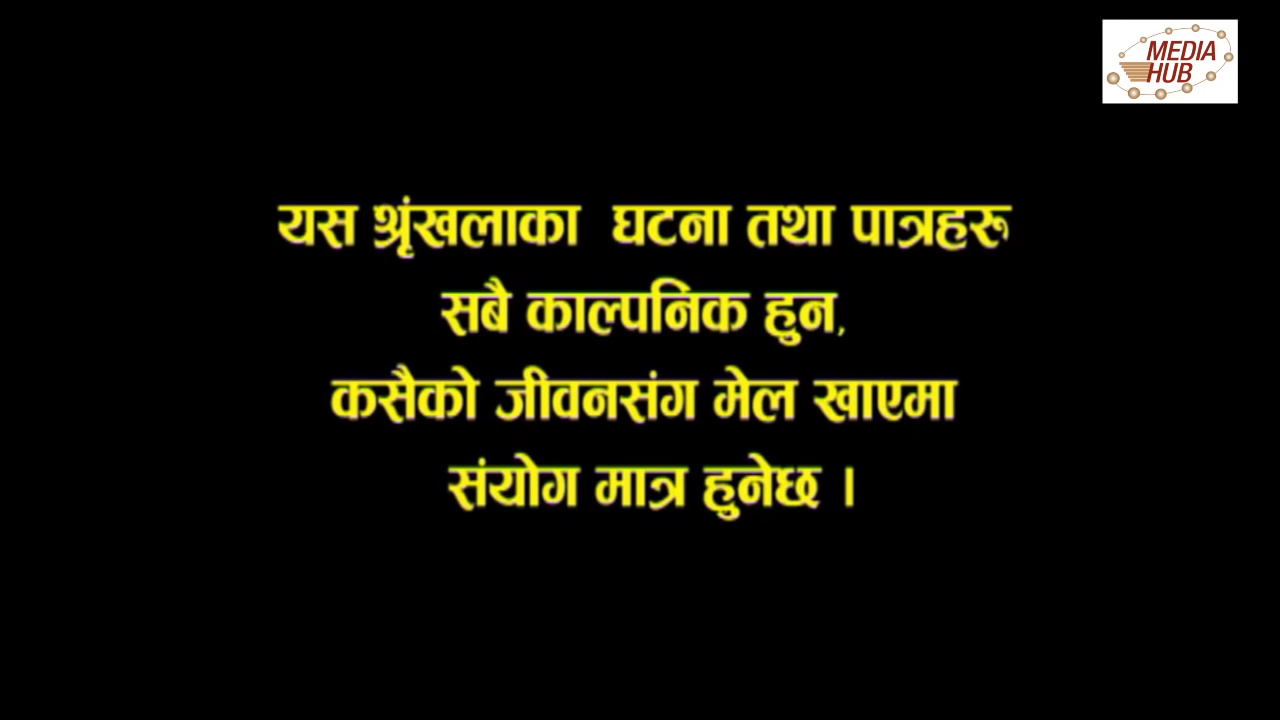 MEDIA
HUB
यस श्रृंखलाका घटना तथा पात्रहरू
सबै काल्पनिक हुन,
कसैको जीवनसंग मेल खाएमा
संयोग मात्र हुनेछ ।